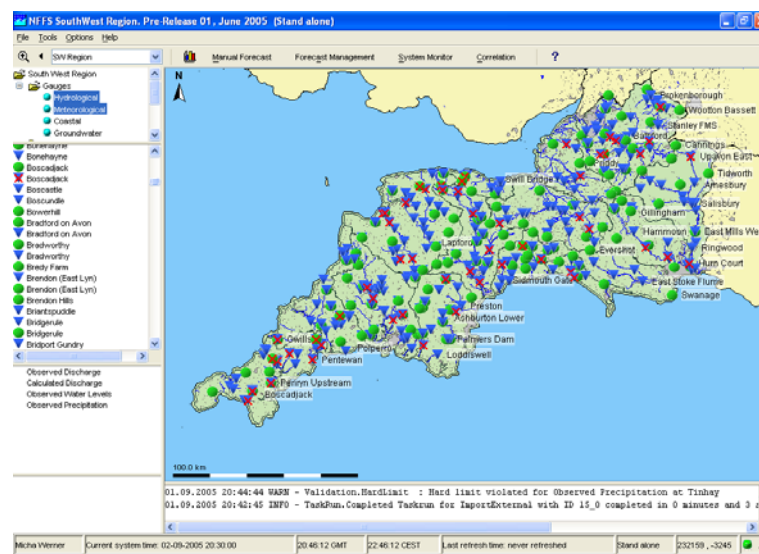 NFFS SouthWest Region. Pre-Release 01, June 2005 (Stand alone)
File Tools Options Help
SW Region
Manual Forecast Forecast Management System Monitor Correlation ?
South West Region
Gauges
Hydrological
Meteorological
Coastal
Groundwater
Bonehayne
Bonehayne
Boscadjack
Boscadjack
Boscastle
Boscundle
Bowerhill
Bradford on Avon
Bradford on Avon
Bradworthy
Bradworthy
Bredy Farm
Brendon (East Lyn)
Brendon (East Lyn)
Brendon Hills
Briantspuddle
Bridgerule
Bridgerule
Bridport Gundry
Observed Discharge
Calculated Discharge
Observed Water Levels
Observed Precipitation
N
Brokenborough
Wootton Bassett
Stanley FMS
Batford
Cannings
Priddy
Upavon East
Swill Bridge
Tidworth
Amesbury
Salisbury
Gillingham
Hammoon
East Mills We
Lapford
Evershot
Ringwood
Hurn Court
Sidmouth Gate
East Stoke Flume
Swanage
Preston
Ashburton Lower
Gwills
Polperro
Palmers Dam
Pentewan
Loddiswell
Penryn Upstream
Boscadjack
100.0 km
01.09.2005 20:44:44 WARN - Validation.HardLimit : Hard limit violated for Observed Precipitation at Tinhay
01.09.2005 20:42:45 INFO - TaskRun.Completed Taskrun for ImportExternal with ID 15_0 completed in 0 minutes and 3 s
Micha Werner Current system time: 02-09-2005 20:30:00 20:46:12 GMT 22:46:12 CEST Last refresh time: never refreshed Stand alone 232159 , -3245